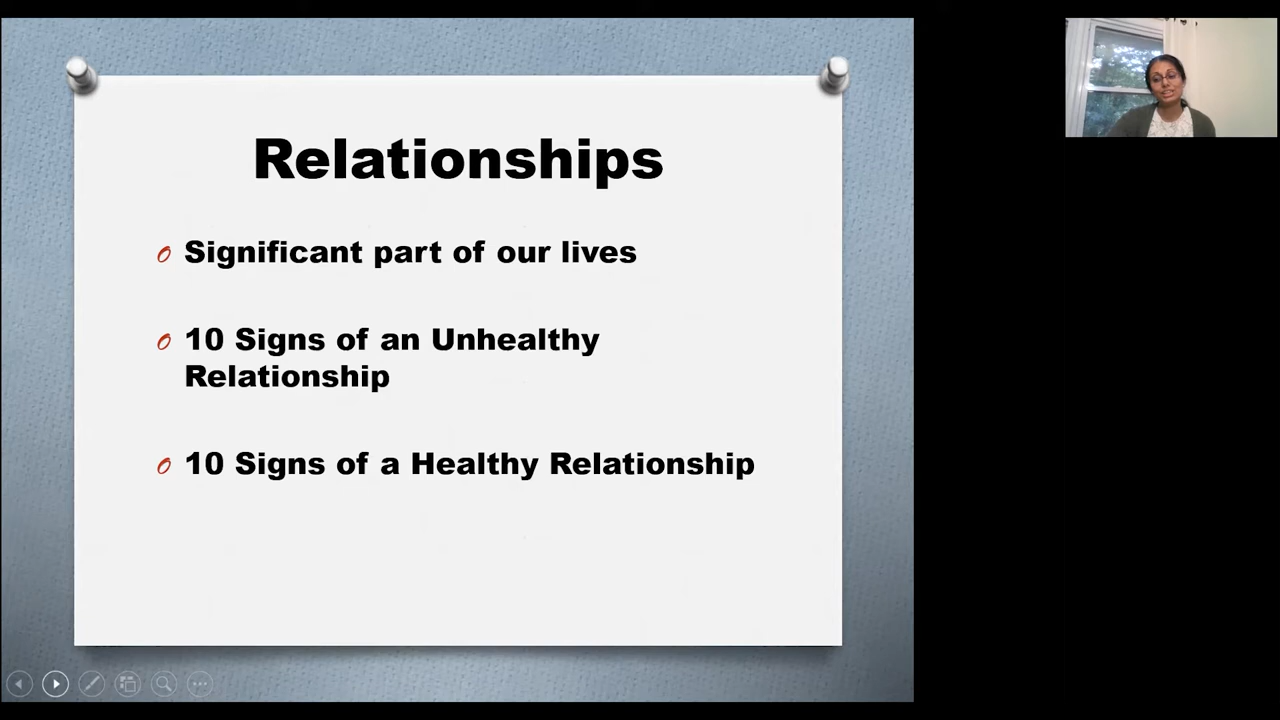 Relationships
Significant part of our lives
10 Signs of an Unhealthy
Relationship
10 Signs of a Healthy Relationship